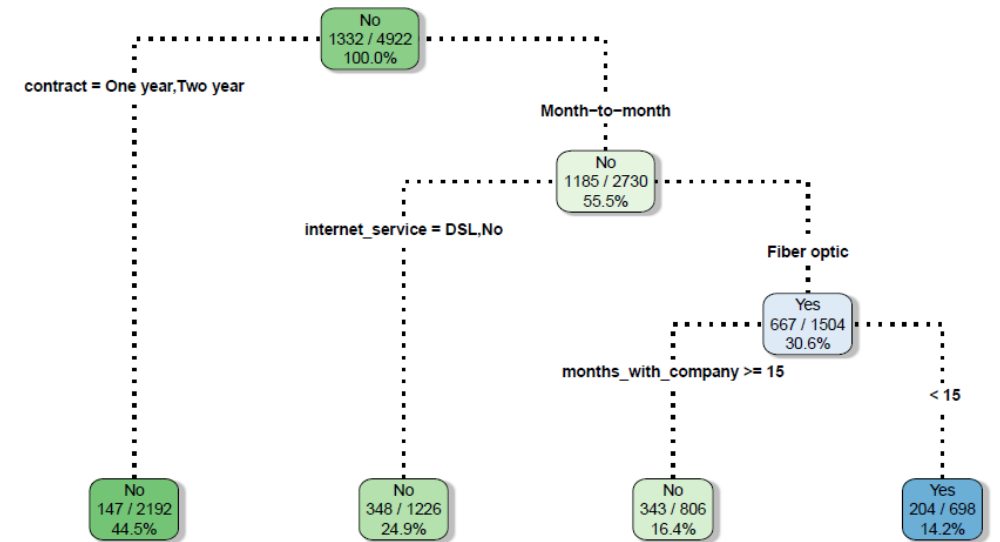 No
1332 / 4922
100.0%
contract = One year,Two year
Month−to−month
No
1185 / 2730
55.5%
internet_service = DSL,No
Fiber optic
Yes
667 / 1504
30.6%
months_with_company >= 15
< 15
No
147 / 2192
44.5%
No
348 / 1226
24.9%
No
343 / 806
16.4%
Yes
204 / 698
14.2%